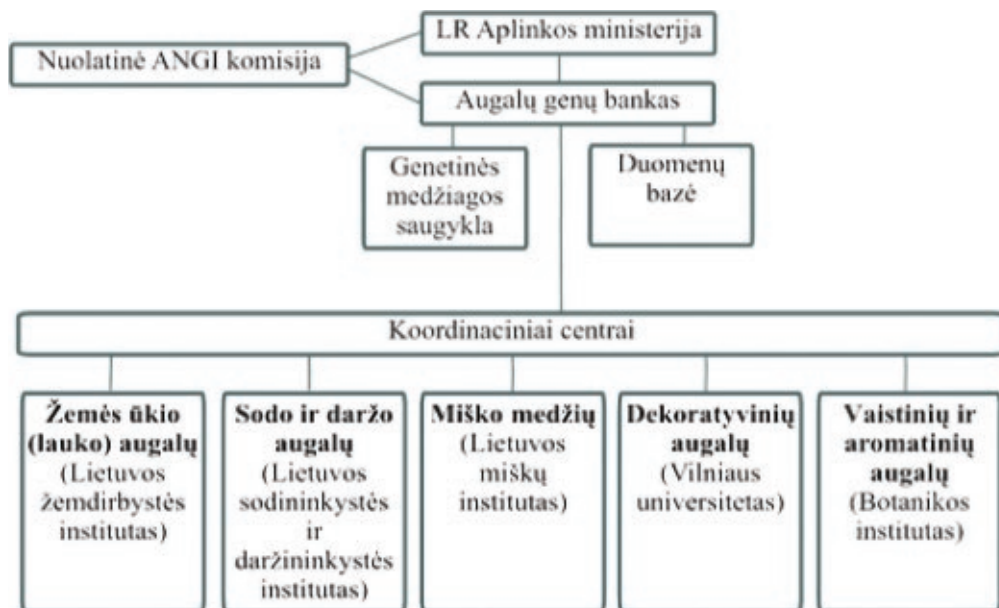 LR Aplinkos ministerija
Nuolatinė ANGI komisija
Augalų genų bankas
Genetinės
medžiagos
saugykla
Duomenų
bazė
Koordinaciniai centrai
Žemės ūkio
(lauko) augalų
(Lietuvos
žemdirbystės
institutas)
Sodo ir daržo
augalų
(Lietuvos
sodininkystės
ir
daržininkystės
institutas)
Miško medžių
(Lietuvos
miškų
institutas)
Dekoratyvinių
augalų
(Vilniaus
universitetas)
Vaistinių ir
aromatinių
augalų
(Botanikos
institutas)